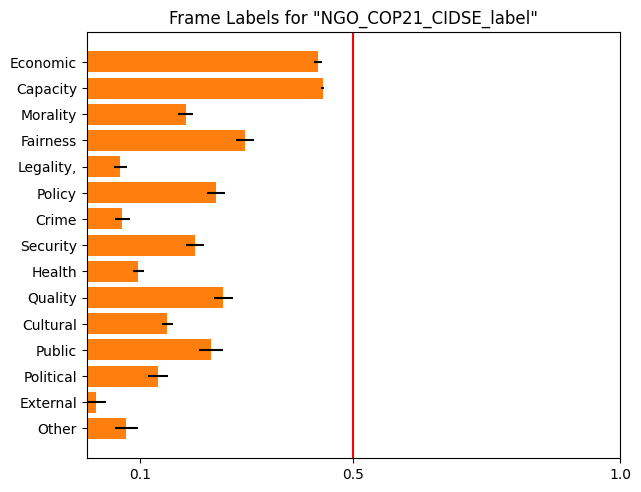 Frame Labels for "NGO_COP21_CIDSE_label"
Economic
Capacity
Morality
Fairness
Legality,
Policy
Crime
Security
Health
Quality
Cultural
Public
Political
External
Other
0.1 0.5 1.0